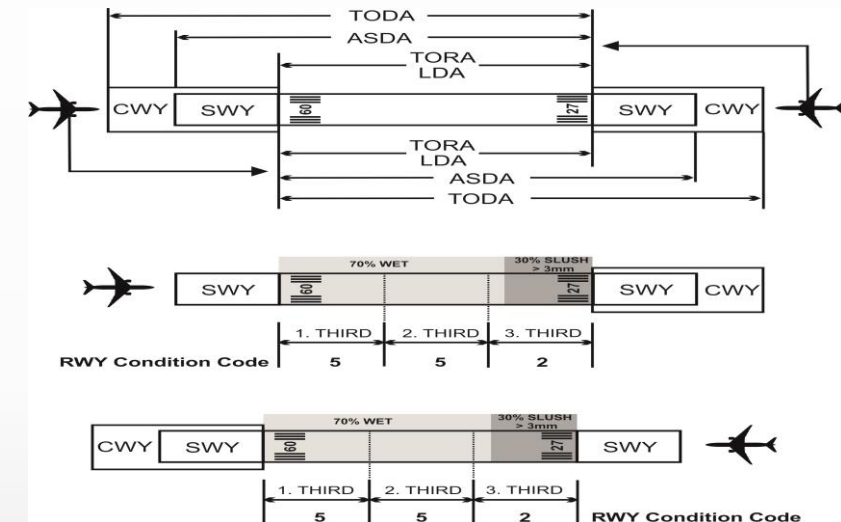 TODA
ASDA
TORA
LDA
CWY SWY 09 27 SWY CWY
TORA
LDA
ASDA
TODA
70% WET 30% SLUSH
> 3mm
SWY 09 27 SWY CWY
1. THIRD 2. THIRD 3. THIRD
RWY Condition Code 5 5 2
70% WET 30% SLUSH
> 3mm
CWY SWY 09 27 SWY
1. THIRD 2. THIRD 3. THIRD
5 5 2 RWY Condition Code